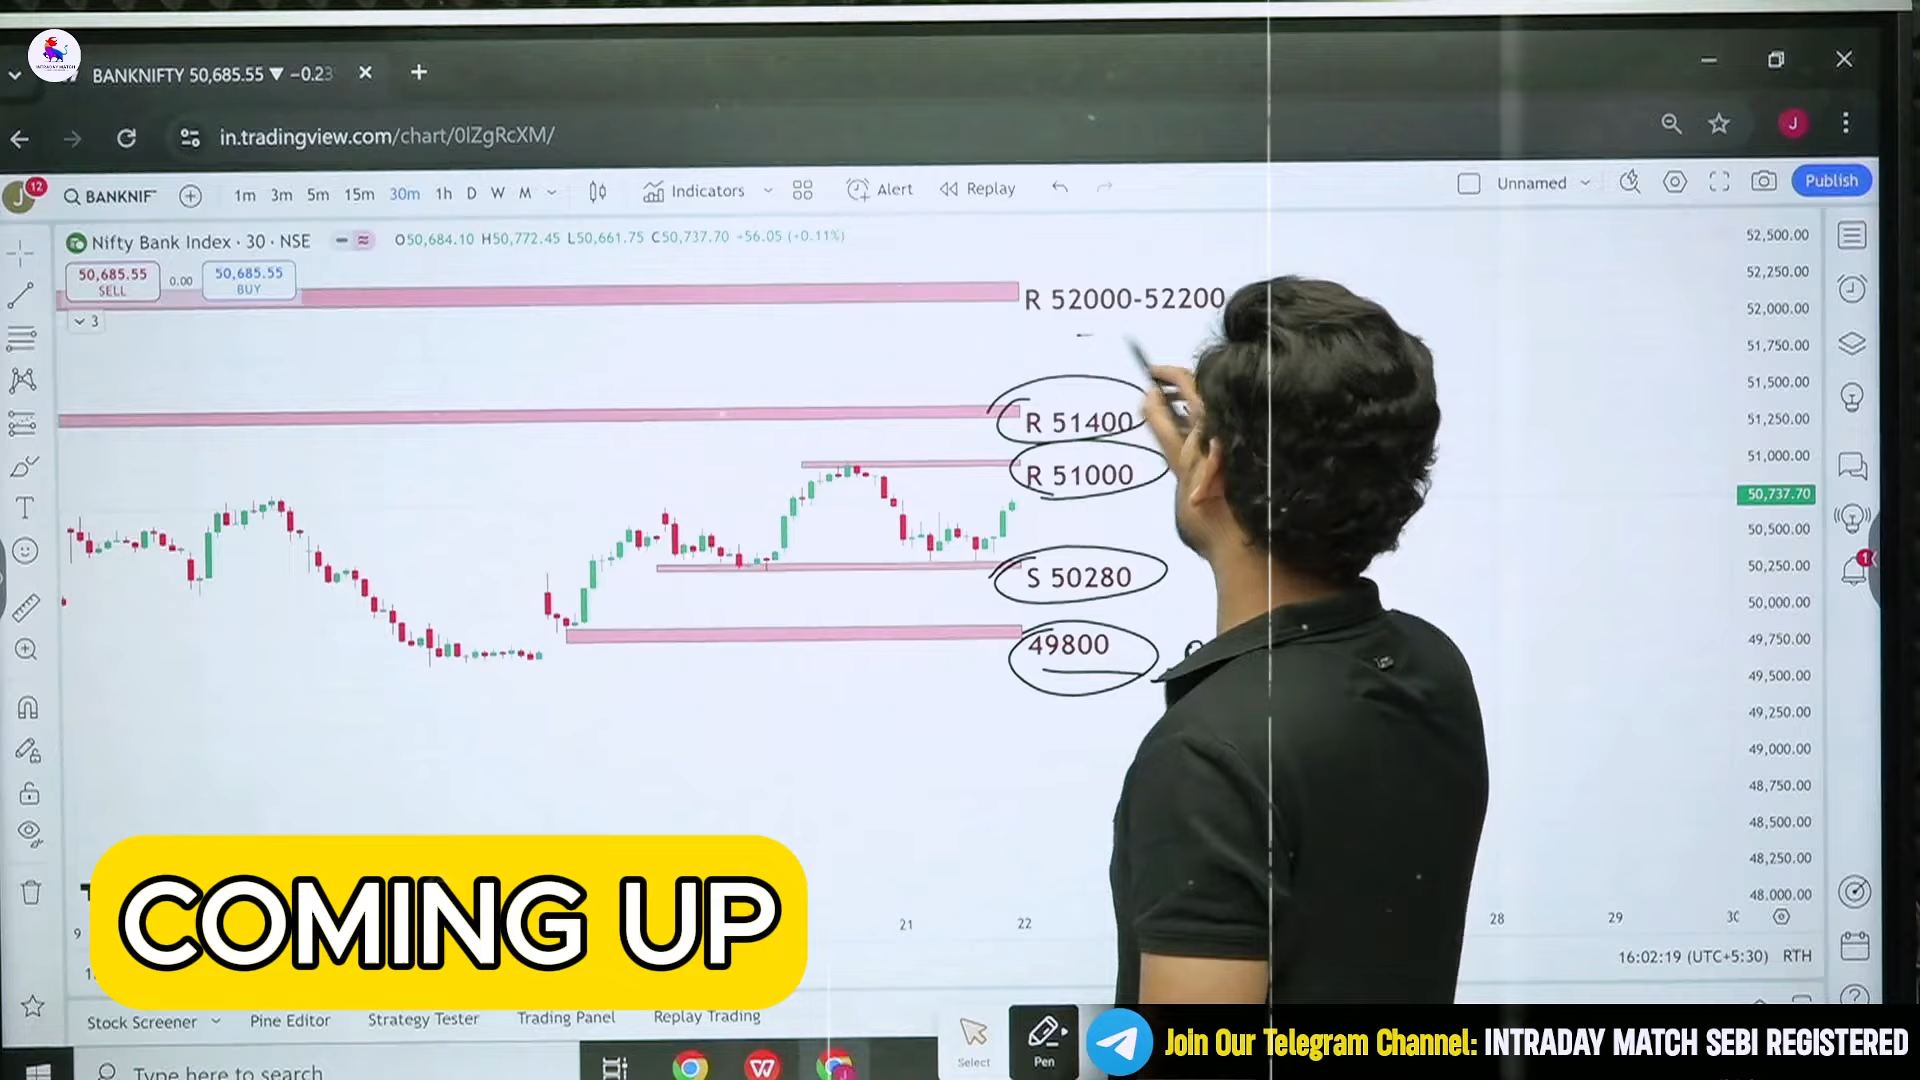 INTRADAY MATCH
BANKNIFTY 50,685.55 ▼ −0.23
in.tradingview.com/chart/0lZgRcXM/
J
J
12
BANKNIF
1m 3m 5m 15m 30m 1h D W M
Indicators
Alert
Replay
Unnamed
Publish
Nifty Bank Index · 30 · NSE
O50,684.10 H50,772.45 L50,661.75 C50,737.70 +56.05 (+0.11%)
50,685.55
SELL
0.00
50,685.55
BUY
3
R 52000-52200
R 51400
R 51000
S 50280
49800
52,500.00
52,250.00
52,000.00
51,750.00
51,500.00
51,250.00
51,000.00
50,737.70
50,500.00
50,250.00
50,000.00
49,750.00
49,500.00
49,250.00
49,000.00
48,750.00
48,500.00
48,250.00
48,000.00
1
COMING UP
9
21
22
28
29
16:02:19 (UTC+5:30) RTH
Stock Screener Pine Editor Strategy Tester Trading Panel Replay Trading
Type here to search
Select
Pen
Join Our Telegram Channel: INTRADAY MATCH SEBI REGISTERED